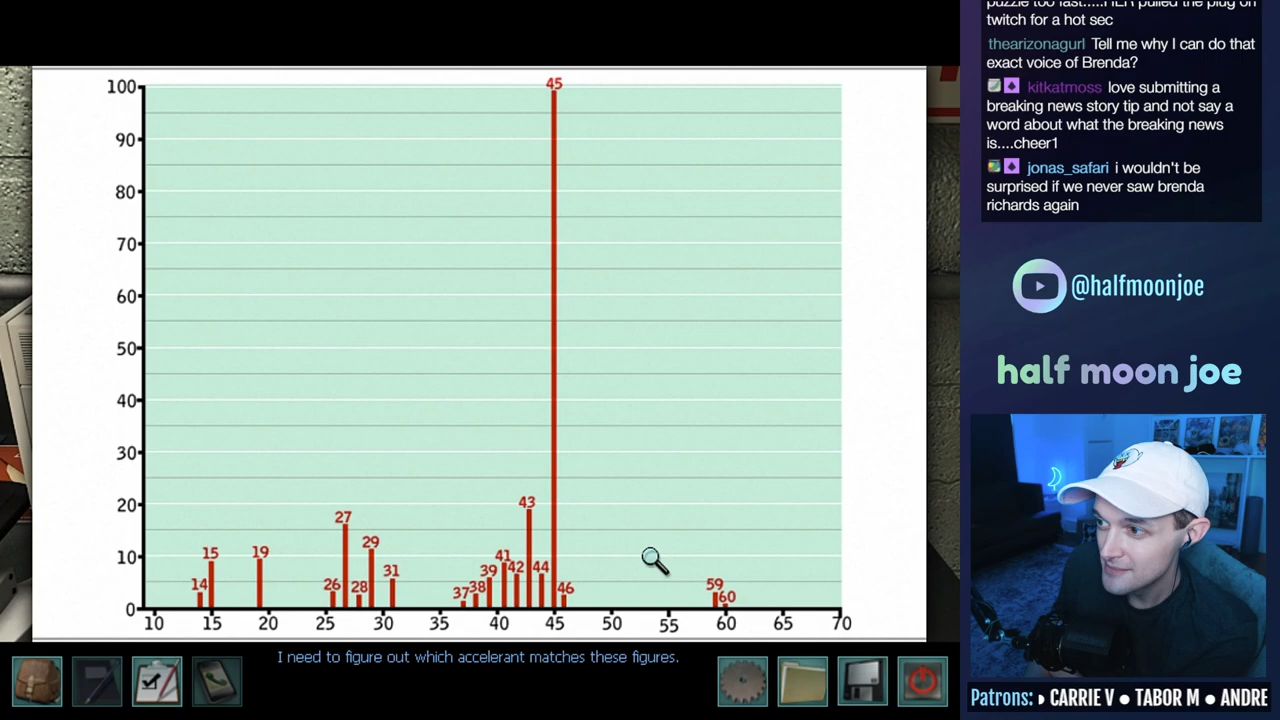 puzzle too fast.....HER pulled the plug on
twitch for a hot sec
thearizonagurl Tell me why I can do that
exact voice of Brenda?
kitkatmoss love submitting a
breaking news story tip and not say a
word about what the breaking news
is....cheer1
jonas_safari i wouldn't be
surprised if we never saw brenda
richards again
@halfmoonjoe
half moon joe
Patrons: CARRIE V ● TABOR M ● ANDRE
100
90
80
70
60
50
40
30
20
10
0
45
43
27
15
19
29
41
14
26
28
31
37
38
39
42
44
46
59
60
10 15 20 25 30 35 40 45 50 55 60 65 70
I need to figure out which accelerant matches these figures.